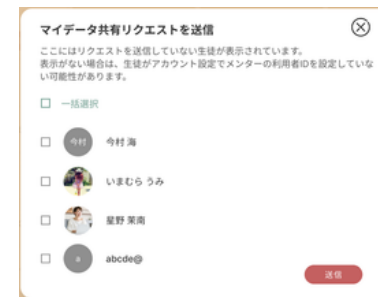 マイデータ共有リクエストを送信
ここにはリクエストを送信していない生徒が表示されています。
表示がない場合は、生徒がアカウント設定でメンターの利用者IDを設定していな
い可能性があります。
一括選択
今村 今村 海
いまむら うみ
星野 茉南
a abcde@
送信